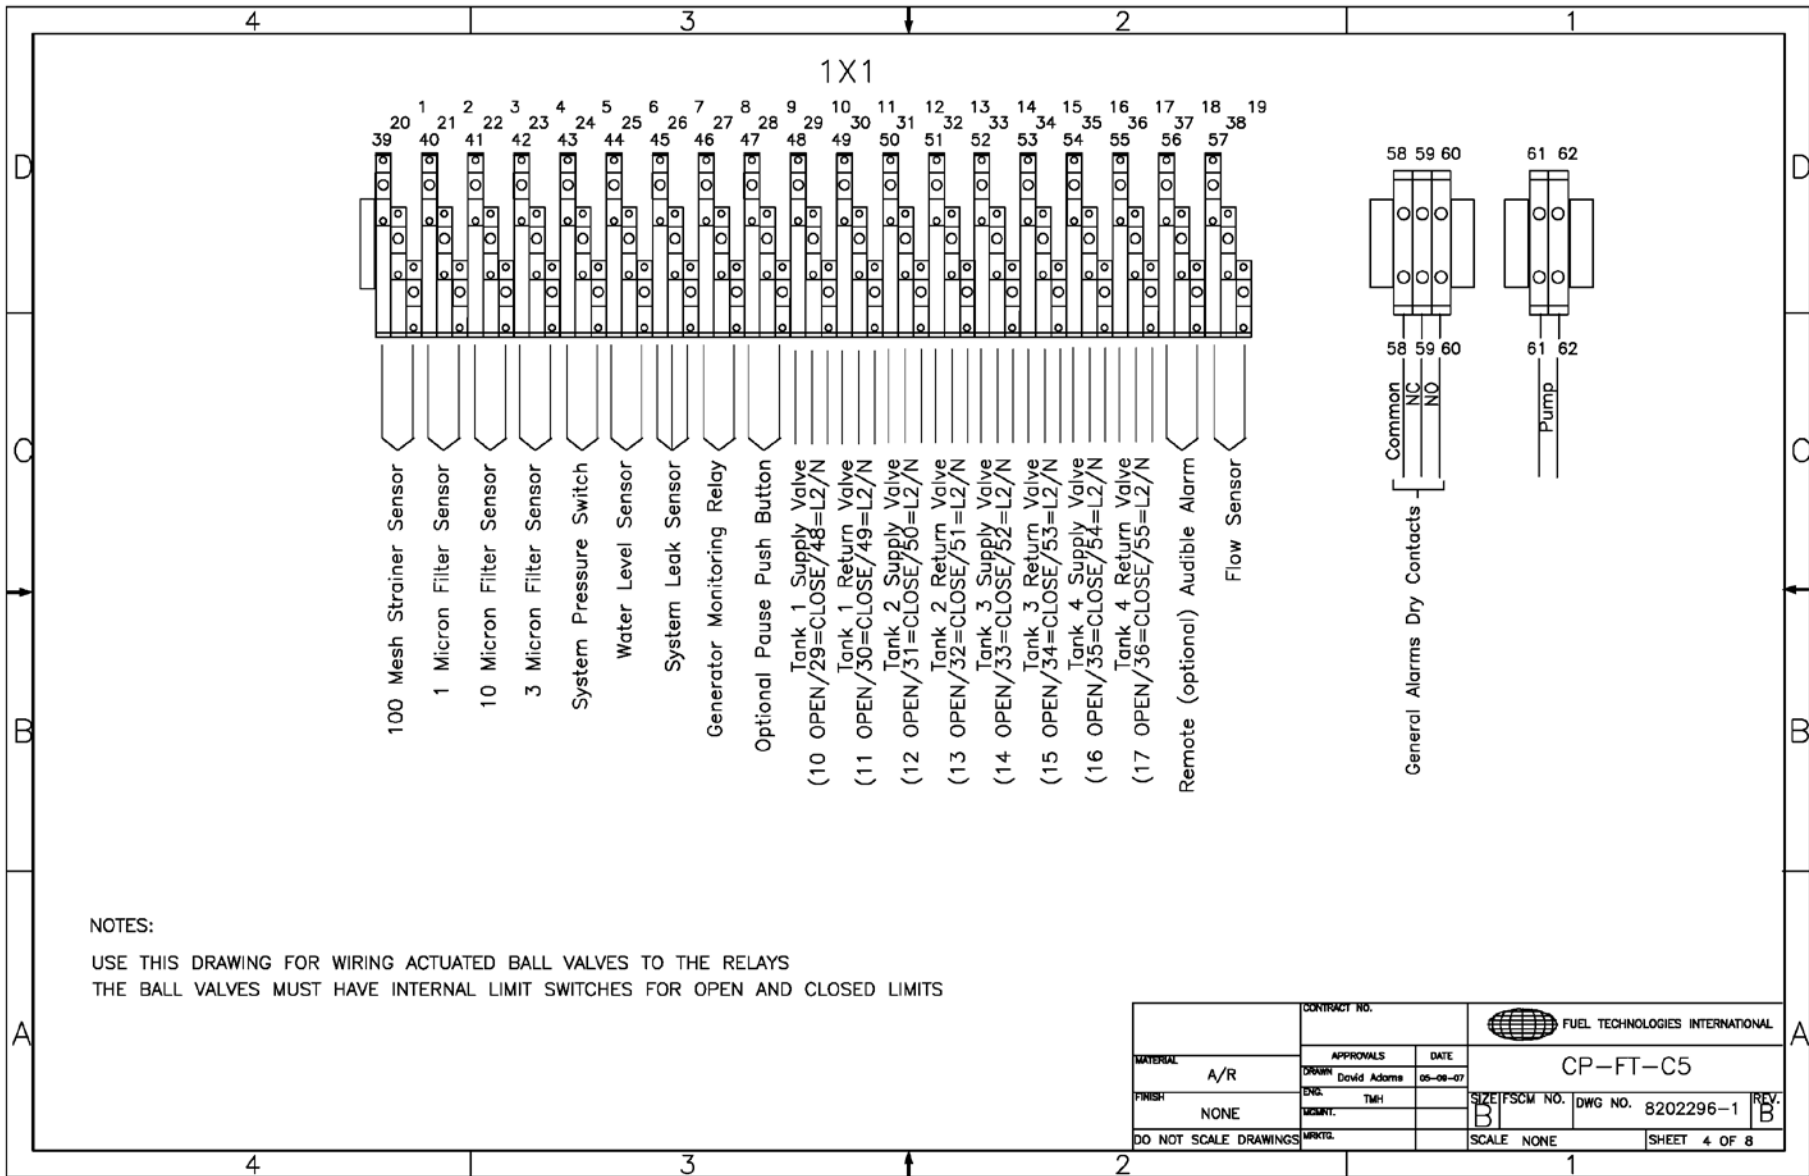 4 3 2 1
1X1
1 2 3 4 5 6 7 8 9 10 11 12 13 14 15 16 17 18 19
20 21 22 23 24 25 26 27 28 29 30 31 32 33 34 35 36 37 38
39 40 41 42 43 44 45 46 47 48 49 50 51 52 53 54 55 56 57
58 59 60 61 62
D D
58 59 60 61 62
C C
100 Mesh Strainer Sensor
1 Micron Filter Sensor
10 Micron Filter Sensor
3 Micron Filter Sensor
System Pressure Switch
Water Level Sensor
System Leak Sensor
Generator Monitoring Relay
Optional Pause Push Button
Tank 1 Supply Valve
(10 OPEN/29=CLOSE/48=L2/N
Tank 1 Return Valve
(11 OPEN/30=CLOSE/49=L2/N
Tank 2 Supply Valve
(12 OPEN/31=CLOSE/50=L2/N
Tank 2 Return Valve
(13 OPEN/32=CLOSE/51=L2/N
Tank 3 Supply Valve
(14 OPEN/33=CLOSE/52=L2/N
Tank 3 Return Valve
(15 OPEN/34=CLOSE/53=L2/N
Tank 4 Supply Valve
(16 OPEN/35=CLOSE/54=L2/N
Tank 4 Return Valve
(17 OPEN/36=CLOSE/55=L2/N
Remote (optional) Audible Alarm
Flow Sensor
Common
NC
NO
General Alarms Dry Contacts
Pump
B B
NOTES:
USE THIS DRAWING FOR WIRING ACTUATED BALL VALVES TO THE RELAYS
THE BALL VALVES MUST HAVE INTERNAL LIMIT SWITCHES FOR OPEN AND CLOSED LIMITS
A A
CONTRACT NO.
FUEL TECHNOLOGIES INTERNATIONAL
MATERIAL
A/R
APPROVALS DATE
DRAWN David Adams 05-09-07
CP-FT-C5
FINISH
NONE
ENG. TMH
MGMNT.
SIZE B FSCM NO. DWG NO. 8202296-1 REV. B
DO NOT SCALE DRAWINGS
MRKTG.
SCALE NONE SHEET 4 OF 8
4 3 2 1